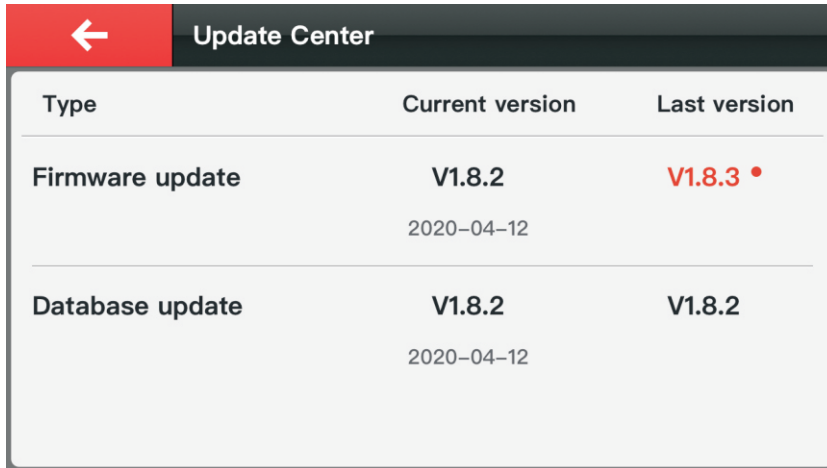 Update Center
Type Current version Last version
Firmware update V1.8.2 V1.8.3
2020-04-12
Database update V1.8.2 V1.8.2
2020-04-12